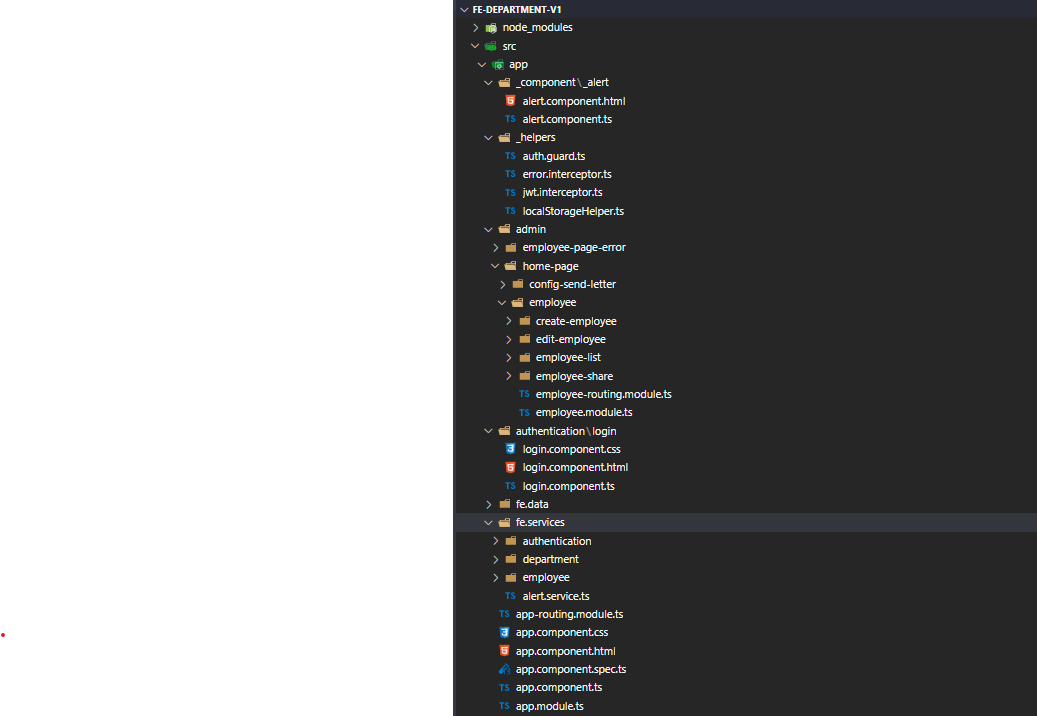 FE-DEPARTMENT-V1
node_modules
src
app
_component\_alert
alert.component.html
TS alert.component.ts
_helpers
TS auth.guard.ts
TS error.interceptor.ts
TS jwt.interceptor.ts
TS localStorageHelper.ts
admin
employee-page-error
home-page
config-send-letter
employee
create-employee
edit-employee
employee-list
employee-share
TS employee-routing.module.ts
TS employee.module.ts
authentication\login
login.component.css
login.component.html
TS login.component.ts
fe.data
fe.services
authentication
department
employee
TS alert.service.ts
TS app-routing.module.ts
app.component.css
app.component.html
app.component.spec.ts
TS app.component.ts
TS app.module.ts